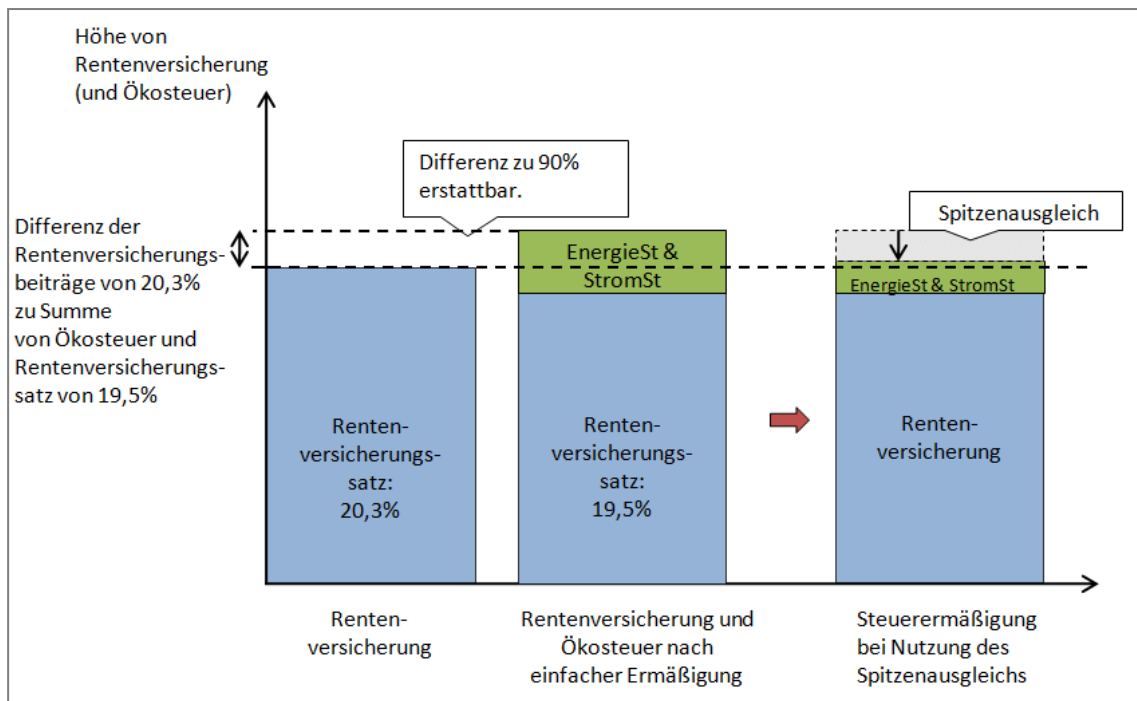 Höhe von
Rentenversicherung
(und Ökosteuer)
Differenz zu 90%
erstattbar.
Spitzenausgleich
Differenz der
Rentenversicherungs-
beiträge von 20,3%
zu Summe
von Ökosteuer und
Rentenversicherungs-
satz von 19,5%
EnergieSt &
StromSt
EnergieSt & StromSt
Renten-
versicherungs-
satz:
20,3%
Renten-
versicherungs-
satz:
19,5%
Renten-
versicherung
Renten-
versicherung
Rentenversicherung und
Ökosteuer nach
einfacher Ermäßigung
Steuerermäßigung
bei Nutzung des
Spitzenausgleichs